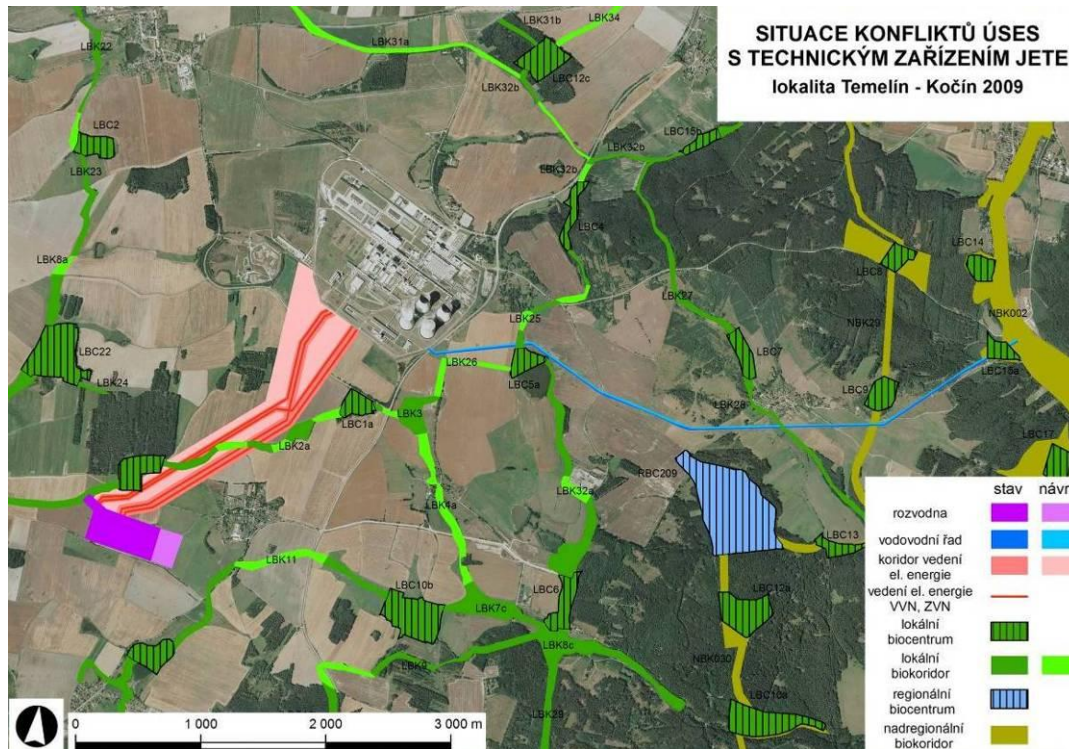 SITUACE KONFLIKTŮ ÚSES
S TECHNICKÝM ZAŘÍZENÍM JETE
lokalita Temelín - Kočín 2009
LBK22
LBK31a
LBK31b
LBK34
LBC12c
LBK32b
LBC2
LBK23
LBC15b
LBK32b
LBK32b
LBK8a
LBC4
LBC14
LBC8
LBK25
LBK27
NBK29
NBK002
LBC22
LBK24
LBK26
LBC5a
LBC7
LBC15a
LBC9
LBC1a
LBK3
LBK28
LBK2a
LBC17
RBC209
LBK32a
LBK4a
LBC13
LBK11
LBC10b
LBC6
LBC12a
LBK7c
LBK8c
LBK9
NBK030
LBC10a
LBK29
stav návr
rozvodna
vodovodní řad
koridor vedení
el. energie
vedení el. energie
VVN, ZVN
lokální
biocentrum
lokální
biokoridor
regionální
biocentrum
nadregionální
biokoridor
0 1 000 2 000 3 000 m